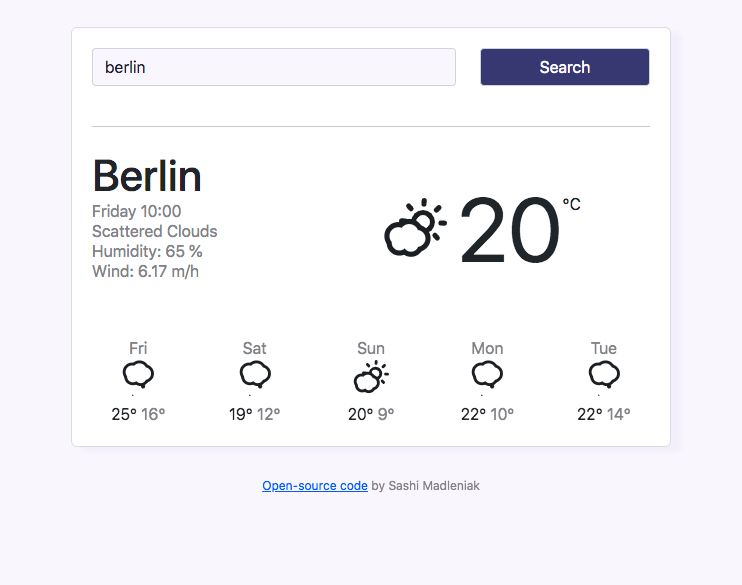 berlin
Search
Berlin
Friday 10:00
Scattered Clouds
Humidity: 65 %
Wind: 6.17 m/h
20 °C
Fri Sat Sun Mon Tue
25° 16° 19° 12° 20° 9° 22° 10° 22° 14°
Open-source code by Sashi Madleniak